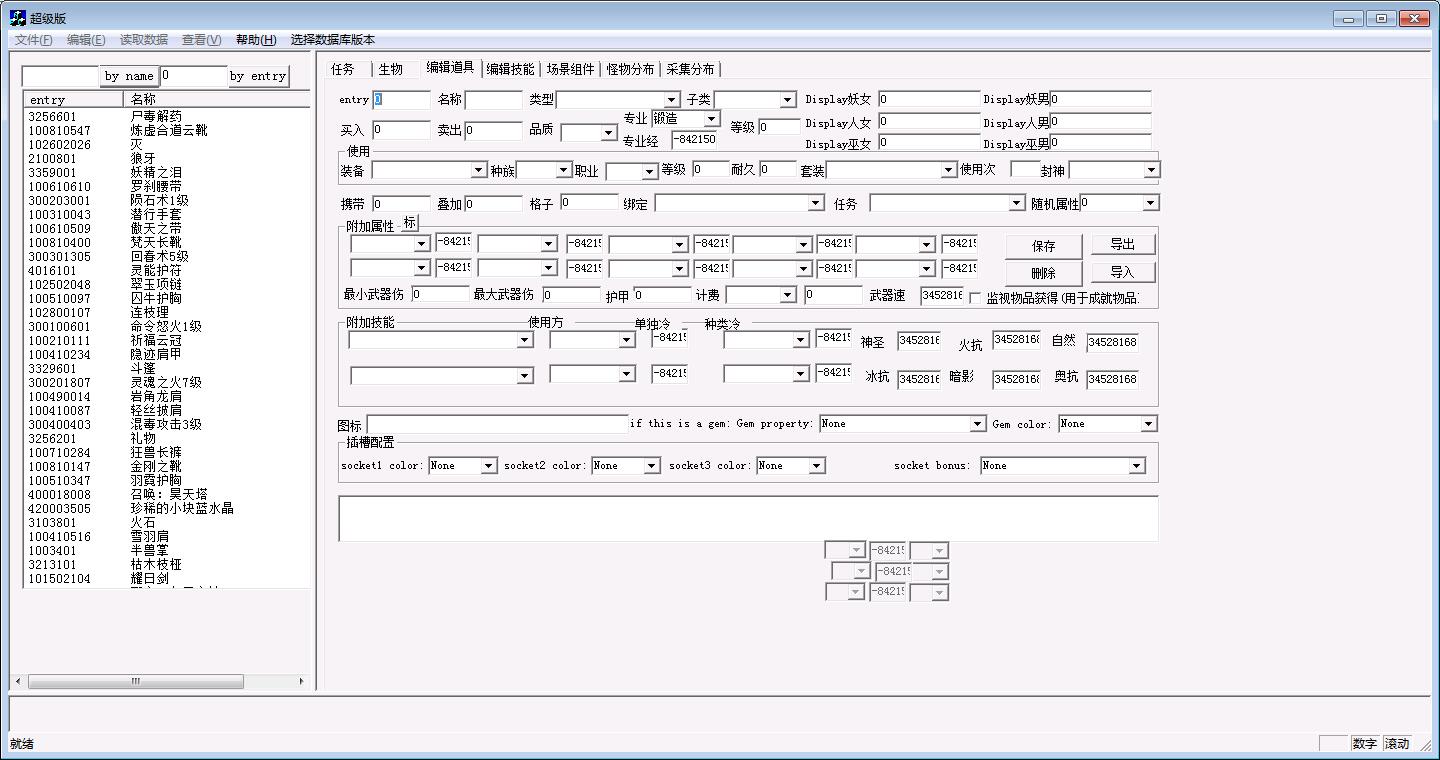 超级版
文件(F) 编辑(E) 读取数据 查看(V) 帮助(H) 选择数据库版本
by name 0 by entry
entry 名称
3256601 尸毒解药
100810547 炼虚合道云靴
102602026 灭
2100801 狼牙
3359001 妖精之泪
100610610 罗刹腰带
300203001 陨石术1级
100310043 潜行手套
100610509 傲天之带
100810400 梵天长靴
300301305 回春术5级
4016101 灵能护符
102502048 翠玉项链
100510097 囚牛护胸
102800107 连枝理
300100601 命令怒火1级
100210111 祈福云冠
100410234 隐迹肩甲
3329601 斗篷
300201807 灵魂之火7级
100490014 岩角龙肩
100410087 轻丝披肩
300400403 混毒攻击3级
3256201 礼物
100710284 狂兽长裤
100810147 金刚之靴
100510347 羽霓护胸
400018008 召唤：昊天塔
420003505 珍稀的小块蓝水晶
3103801 火石
100410516 雪羽肩
1003401 半兽掌
3213101 枯木枝桠
101502104 耀日剑
任务 生物 编辑道具 编辑技能 场景组件 怪物分布 采集分布
entry 0 名称 类型 子类 Display妖女 0 Display妖男 0
买入 0 卖出 0 品质 专业 锻造 等级 0 Display人女 0 Display人男 0
专业经 -842150 Display巫女 0 Display巫男 0
使用
装备 种族 职业 等级 0 耐久 0 套装 使用次 封神
携带 0 叠加 0 格子 0 绑定 任务 随机属性 0
附加属性 标
-8421 -8421 -8421 -8421 -8421 保存 导出
-8421 -8421 -8421 -8421 -8421 删除 导入
最小武器伤 0 最大武器伤 0 护甲 0 计费 0 武器速 345281 监视物品获得(用于成就物品
附加技能 使用方 单独冷 种类冷
-8421 -8421 神圣 345281 火抗 3452816 自然 34528168
-8421 -8421 冰抗 345281 暗影 3452816 奥抗 34528168
图标 if this is a gem: Gem property: None Gem color: None
插槽配置
socket1 color: None socket2 color: None socket3 color: None socket bonus: None
-8421
-8421
-8421
就绪 数字 滚动